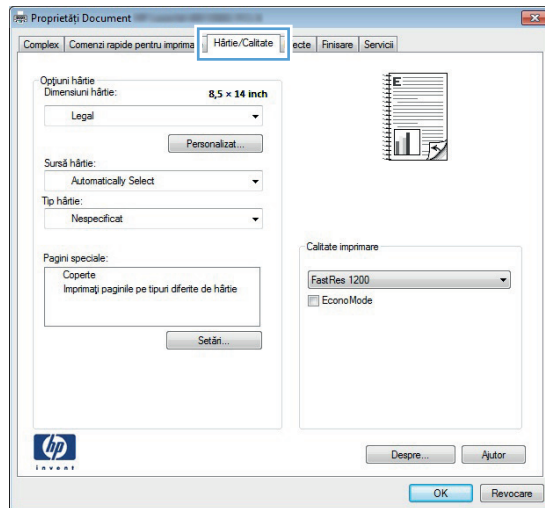 Proprietăți Document
Complex Comenzi rapide pentru imprima Hârtie/Calitate ecte Finisare Servicii
Opțiuni hârtie
Dimensiuni hârtie: 8,5 × 14 inch
Legal
Personalizat...
Sursă hârtie:
Automatically Select
Tip hârtie:
Nespecificat
Pagini speciale:
Coperte
Imprimați paginile pe tipuri diferite de hârtie
Setări...
E
Calitate imprimare
FastRes 1200
EconoMode
hp
invent
Despre... Ajutor
OK Revocare